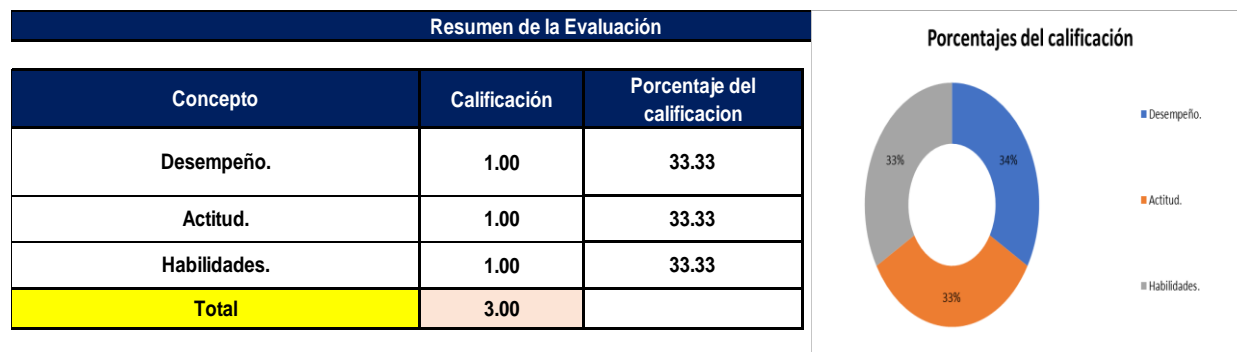 Resumen de la Evaluación
Concepto Calificación Porcentaje del calificacion
Desempeño. 1.00 33.33
Actitud. 1.00 33.33
Habilidades. 1.00 33.33
Total 3.00
Porcentajes del calificación
33% 34%
33%
Desempeño.
Actitud.
Habilidades.